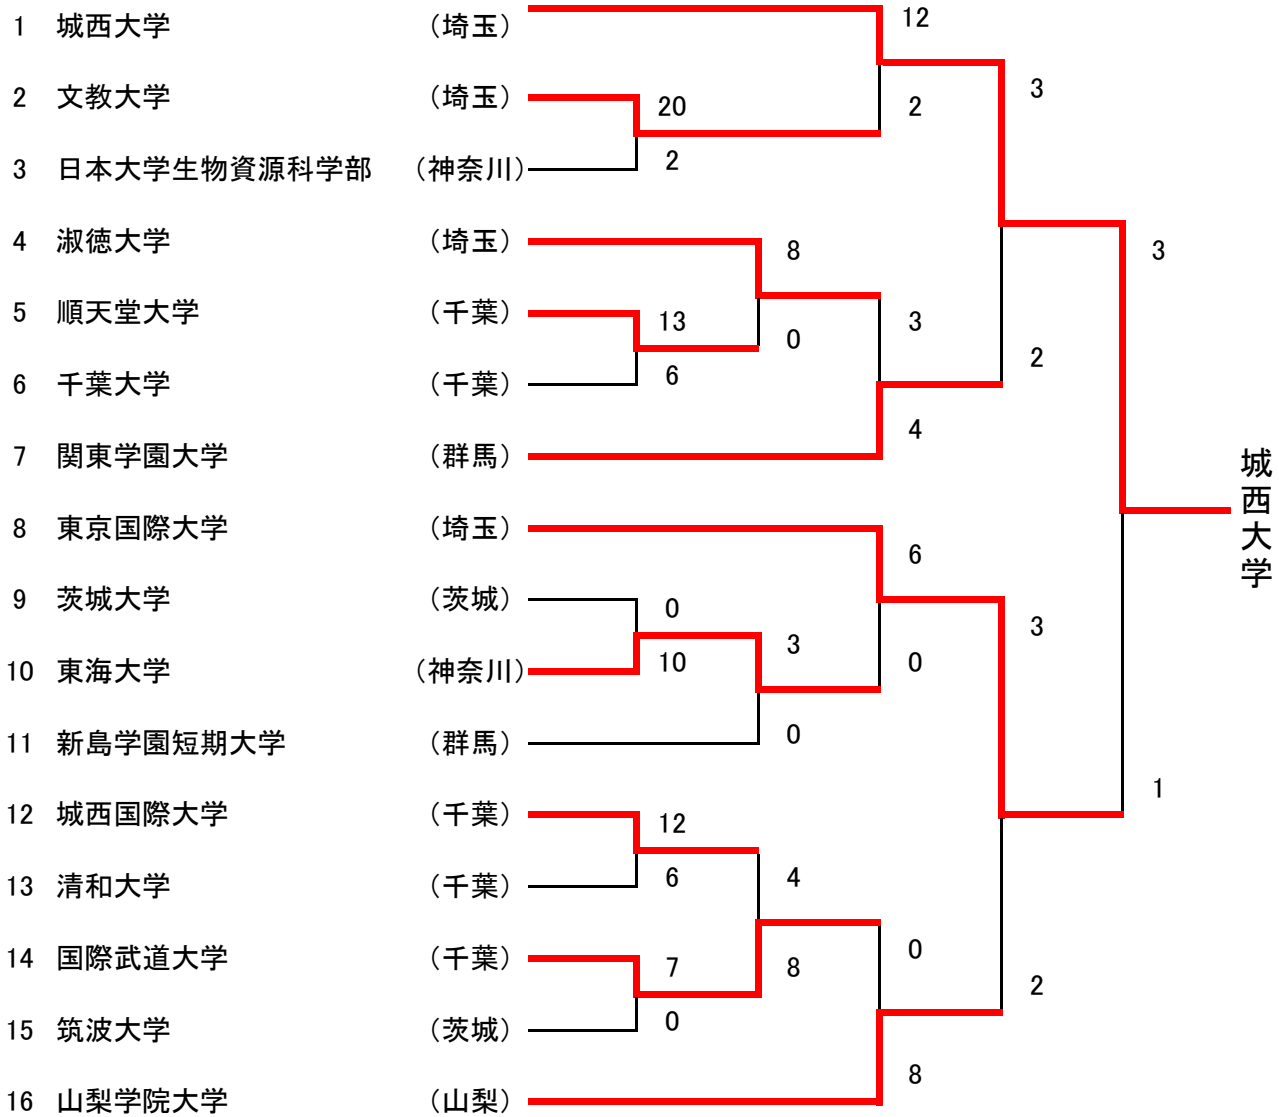 1 城西大学 (埼玉) 12
2 文教大学 (埼玉) 20 2 3
3 日本大学生物資源科学部 (神奈川) 2
4 淑徳大学 (埼玉) 8 3
5 順天堂大学 (千葉) 13 0 3
6 千葉大学 (千葉) 6 2
7 関東学園大学 (群馬) 4
城西大学
8 東京国際大学 (埼玉) 6
9 茨城大学 (茨城) 0 3
10 東海大学 (神奈川) 10 3 0
11 新島学園短期大学 (群馬) 0
12 城西国際大学 (千葉) 12 1
13 清和大学 (千葉) 6 4
14 国際武道大学 (千葉) 7 8 0
15 筑波大学 (茨城) 0 2
16 山梨学院大学 (山梨) 8